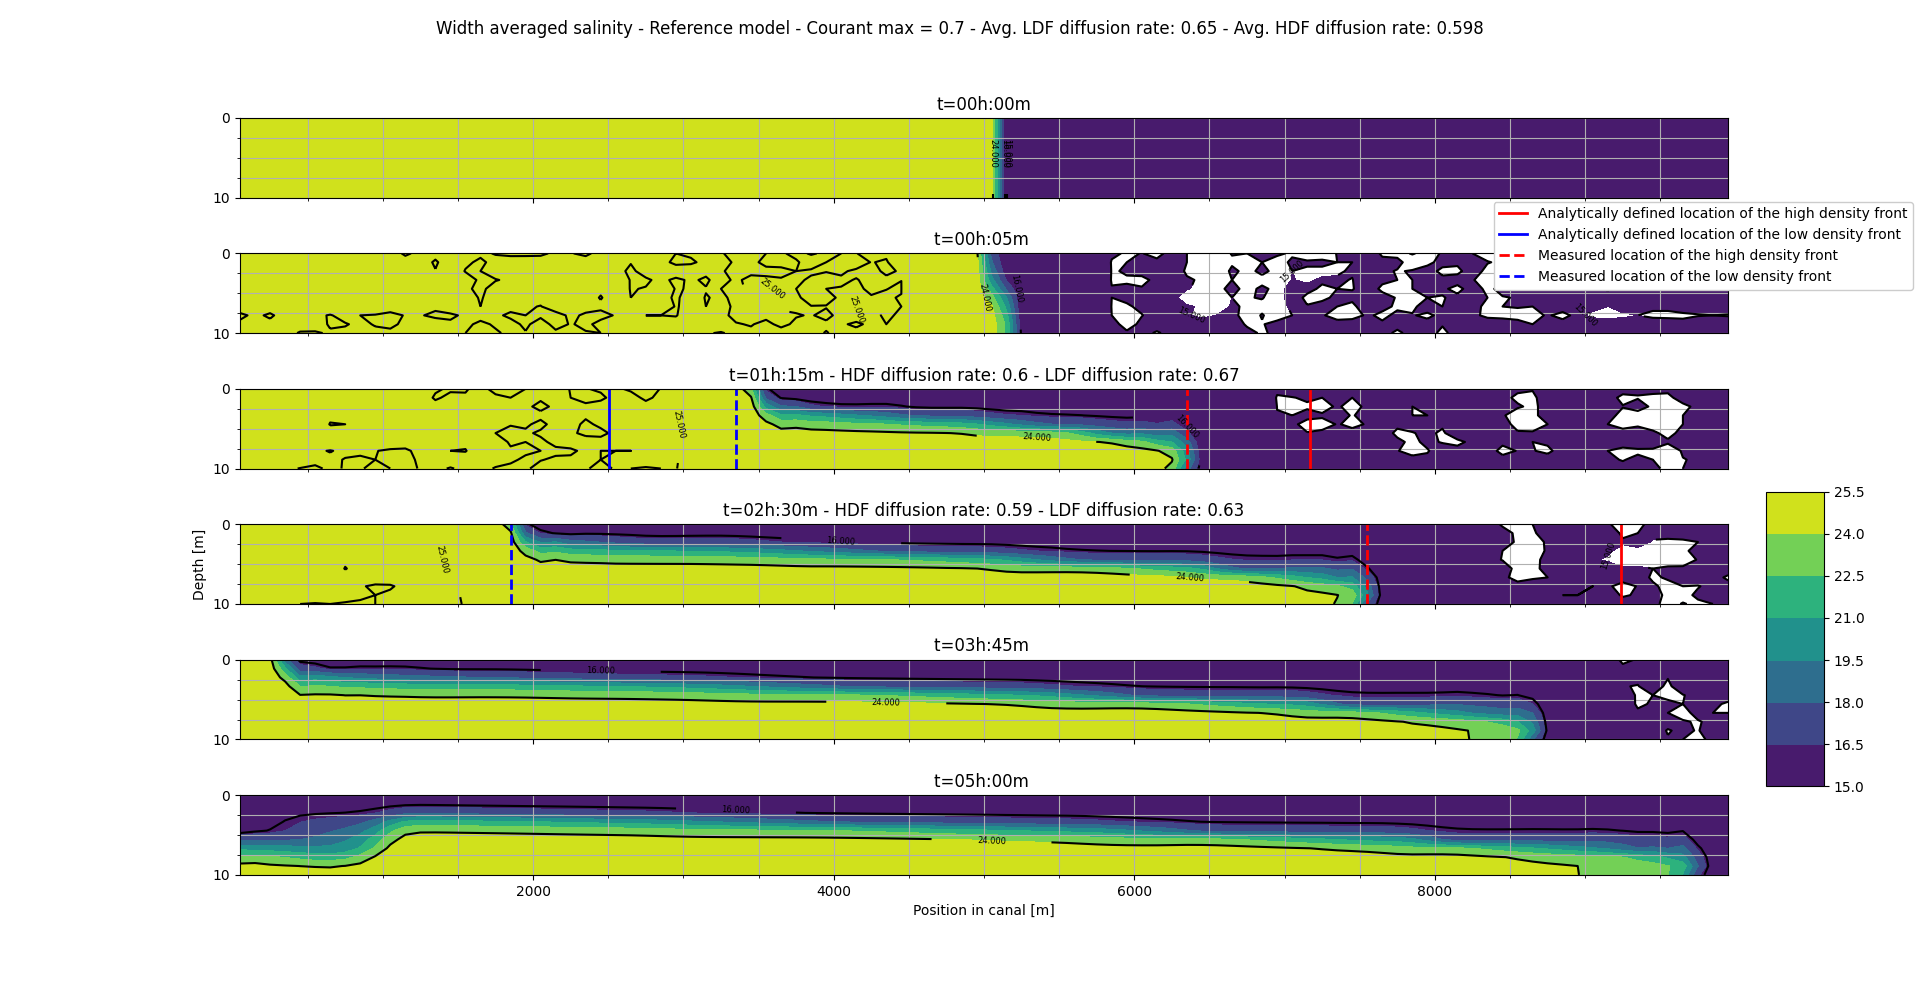 Width averaged salinity - Reference model - Courant max = 0.7 - Avg. LDF diffusion rate: 0.65 - Avg. HDF diffusion rate: 0.598
t=00h:00m
0
10
24.000
t=00h:05m
0
10
25.000
25.000
24.000
16.000
15.000
Analytically defined location of the high density front
Analytically defined location of the low density front
Measured location of the high density front
Measured location of the low density front
t=01h:15m - HDF diffusion rate: 0.6 - LDF diffusion rate: 0.67
0
10
25.000
24.000
16.000
t=02h:30m - HDF diffusion rate: 0.59 - LDF diffusion rate: 0.63
0
10
25.000
16.000
24.000
15.000
Depth [m]
t=03h:45m
0
10
16.000
24.000
t=05h:00m
0
10
16.000
24.000
2000 4000 6000 8000
Position in canal [m]
25.5
24.0
22.5
21.0
19.5
18.0
16.5
15.0